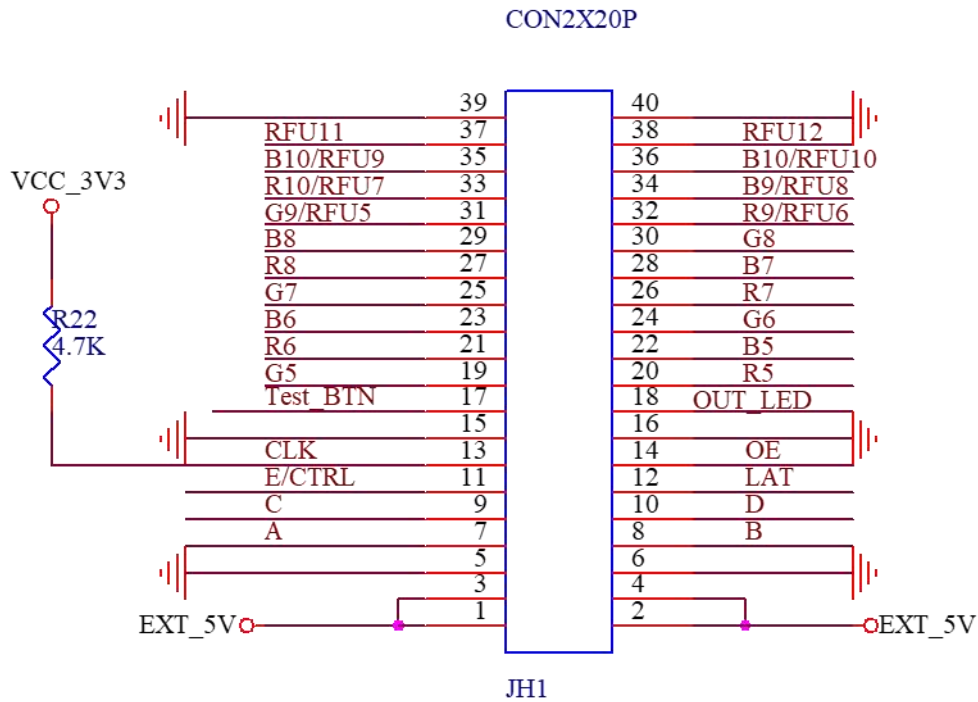 CON2X20P
39 40
RFU11 37 38 RFU12
B10/RFU9 35 36 B10/RFU10
VCC_3V3
R10/RFU7 33 34 B9/RFU8
G9/RFU5 31 32 R9/RFU6
B8 29 30 G8
R8 27 28 B7
G7 25 26 R7
R22
B6 23 24 G6
4.7K
R6 21 22 B5
G5 19 20 R5
Test_BTN 17 18 OUT_LED
15 16
CLK 13 14 OE
E/CTRL 11 12 LAT
C 9 10 D
A 7 8 B
5 6
3 4
EXT_5V 1 2 EXT_5V
JH1